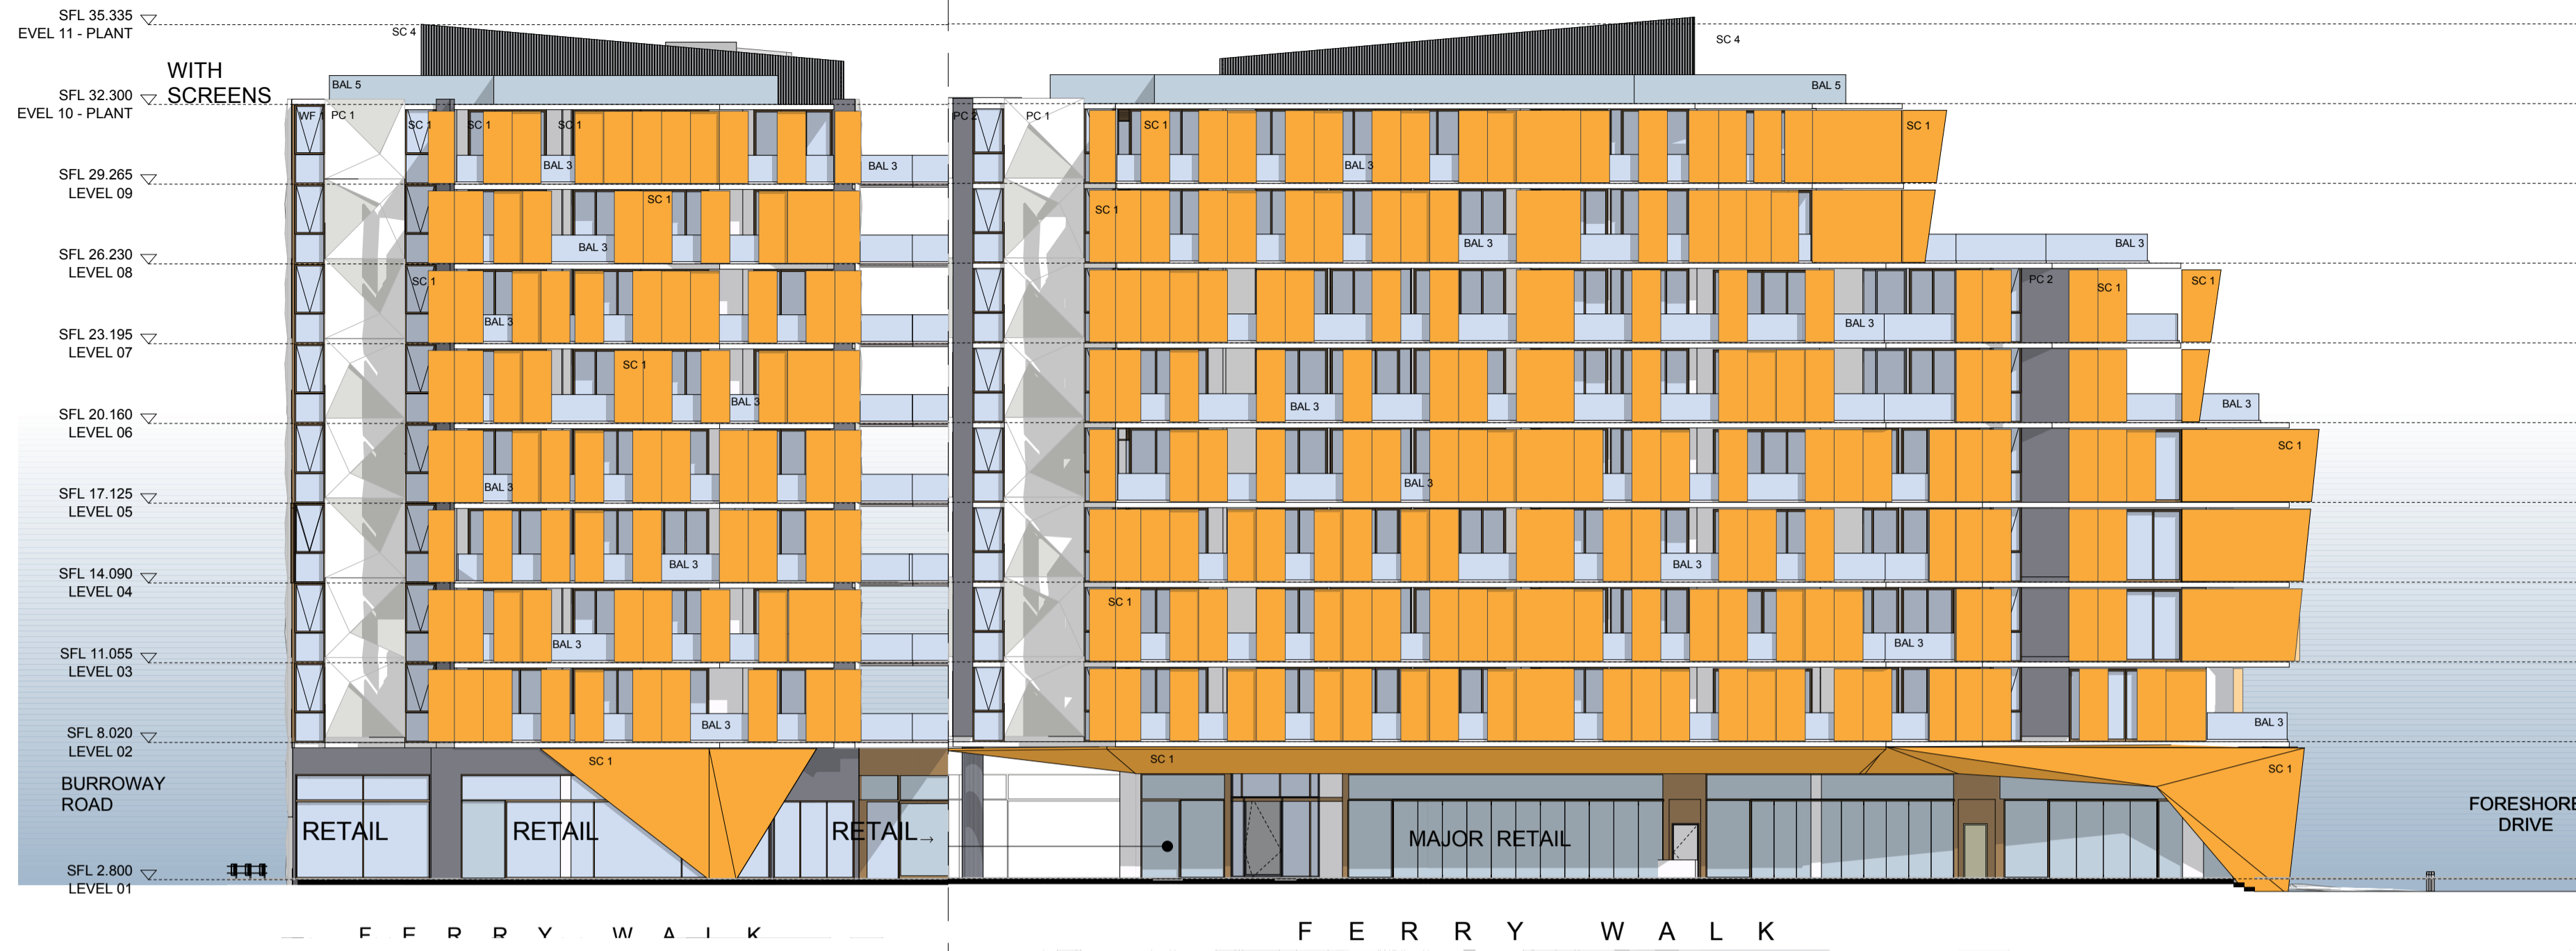 SFL 35.335
EVEL 11 - PLANT
SC 4
SC 4
WITH
SCREENS
BAL 5
BAL 5
SFL 32.300
EVEL 10 - PLANT
WF 1
PC 1
SC 1
SC 1
SC 1
PC 2
PC 1
SC 1
SC 1
BAL 3
BAL 3
BAL 3
SFL 29.265
LEVEL 09
SC 1
SC 1
BAL 3
BAL 3
BAL 3
SFL 26.230
LEVEL 08
SC 1
PC 2
SC 1
SC 1
BAL 3
BAL 3
SFL 23.195
LEVEL 07
SC 1
BAL 3
BAL 3
BAL 3
SFL 20.160
LEVEL 06
SC 1
BAL 3
BAL 3
SFL 17.125
LEVEL 05
BAL 3
BAL 3
SFL 14.090
LEVEL 04
SC 1
BAL 3
BAL 3
SFL 11.055
LEVEL 03
BAL 3
BAL 3
SFL 8.020
LEVEL 02
SC 1
SC 1
SC 1
BURROWAY
ROAD
FORESHORE
DRIVE
RETAIL
RETAIL
RETAIL
MAJOR RETAIL
SFL 2.800
LEVEL 01
FERRY WALK
FERRY WALK